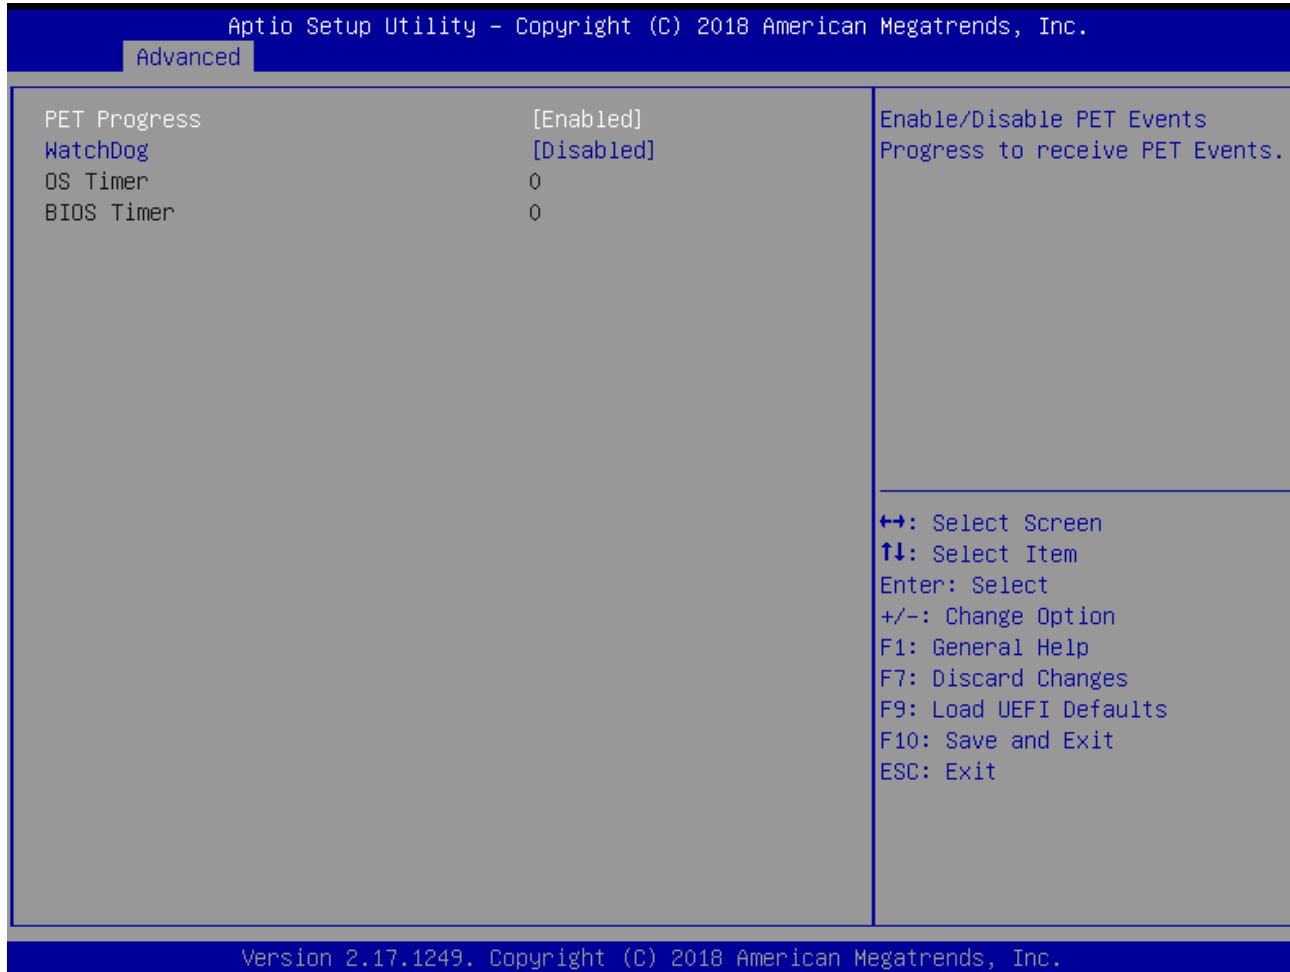 Aptio Setup Utility – Copyright (C) 2018 American Megatrends, Inc.
Advanced
PET Progress [Enabled]
WatchDog [Disabled]
OS Timer 0
BIOS Timer 0
Enable/Disable PET Events
Progress to receive PET Events.
↔: Select Screen
↑↓: Select Item
Enter: Select
+/-: Change Option
F1: General Help
F7: Discard Changes
F9: Load UEFI Defaults
F10: Save and Exit
ESC: Exit
Version 2.17.1249. Copyright (C) 2018 American Megatrends, Inc.